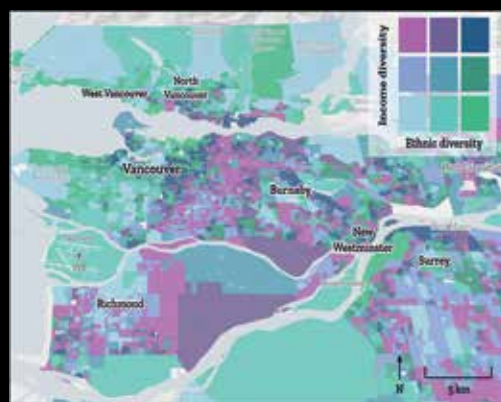 Income diversity
Ethnic diversity
North
Vancouver
West Vancouver
Vancouver
Burnaby
New
Westminster
Surrey
Richmond
N
5 km